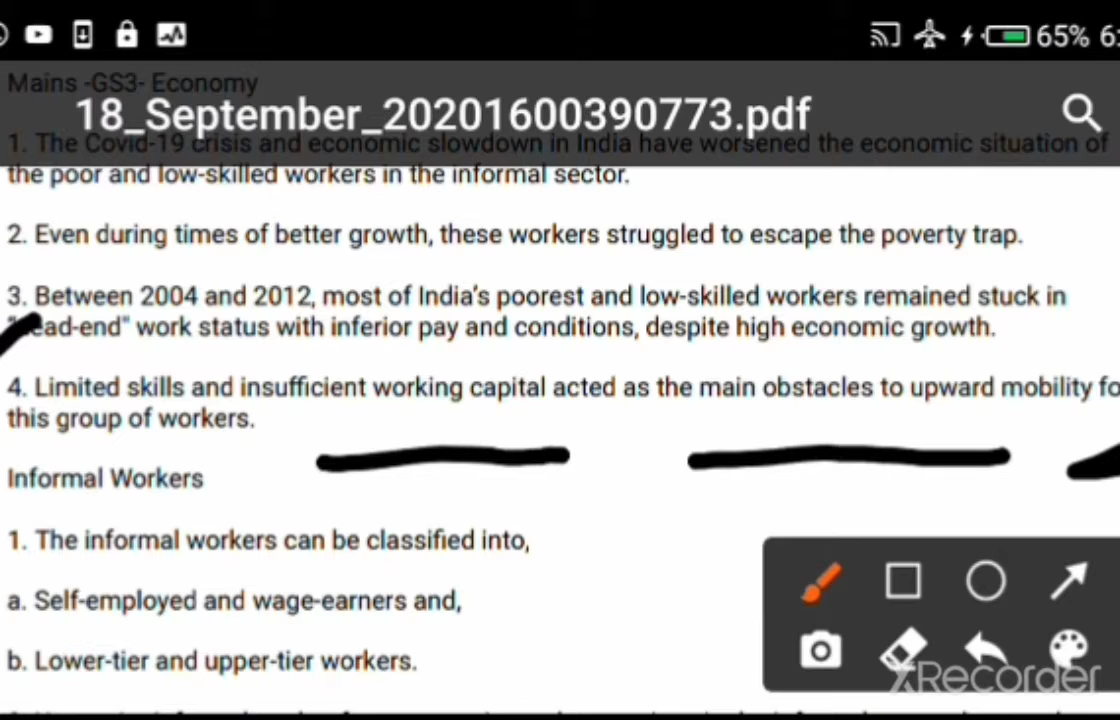 65% 6:
Mains -GS3- Economy
18_September_20201600390773.pdf
1. The Covid-19 crisis and economic slowdown in India have worsened the economic situation of
the poor and low-skilled workers in the informal sector.
2. Even during times of better growth, these workers struggled to escape the poverty trap.
3. Between 2004 and 2012, most of India's poorest and low-skilled workers remained stuck in
ead-end" work status with inferior pay and conditions, despite high economic growth.
4. Limited skills and insufficient working capital acted as the main obstacles to upward mobility fo
this group of workers.
Informal Workers
1. The informal workers can be classified into,
a. Self-employed and wage-earners and,
b. Lower-tier and upper-tier workers.
XRecorder